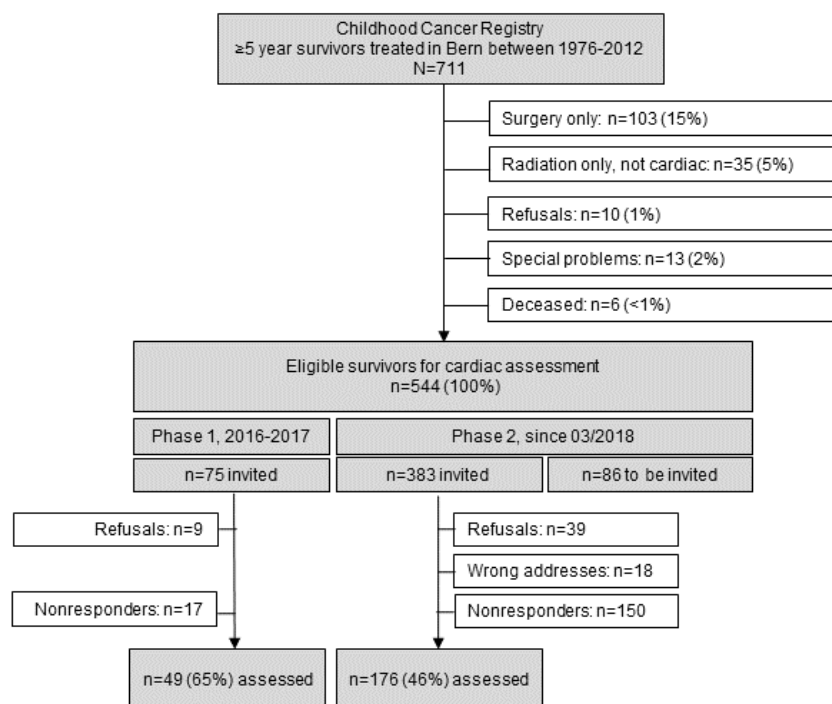 Childhood Cancer Registry
≥5 year survivors treated in Bern between 1976-2012
N=711
Surgery only: n=103 (15%)
Radiation only, not cardiac: n=35 (5%)
Refusals: n=10 (1%)
Special problems: n=13 (2%)
Deceased: n=6 (<1%)
Eligible survivors for cardiac assessment
n=544 (100%)
Phase 1, 2016-2017
Phase 2, since 03/2018
n=75 invited
n=383 invited
n=86 to be invited
Refusals: n=9
Refusals: n=39
Wrong addresses: n=18
Nonresponders: n=17
Nonresponders: n=150
n=49 (65%) assessed
n=176 (46%) assessed